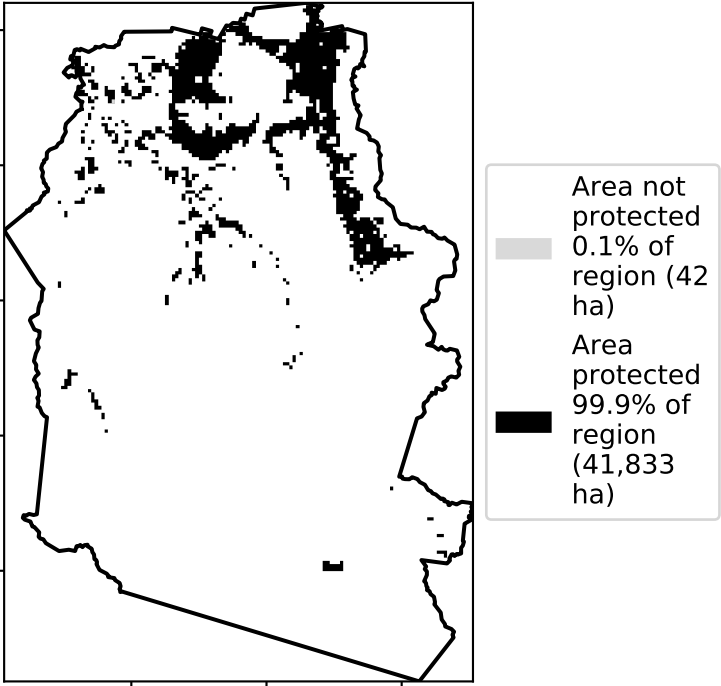 Area not
protected
0.1% of
region (42
ha)
Area
protected
99.9% of
region
(41,833
ha)